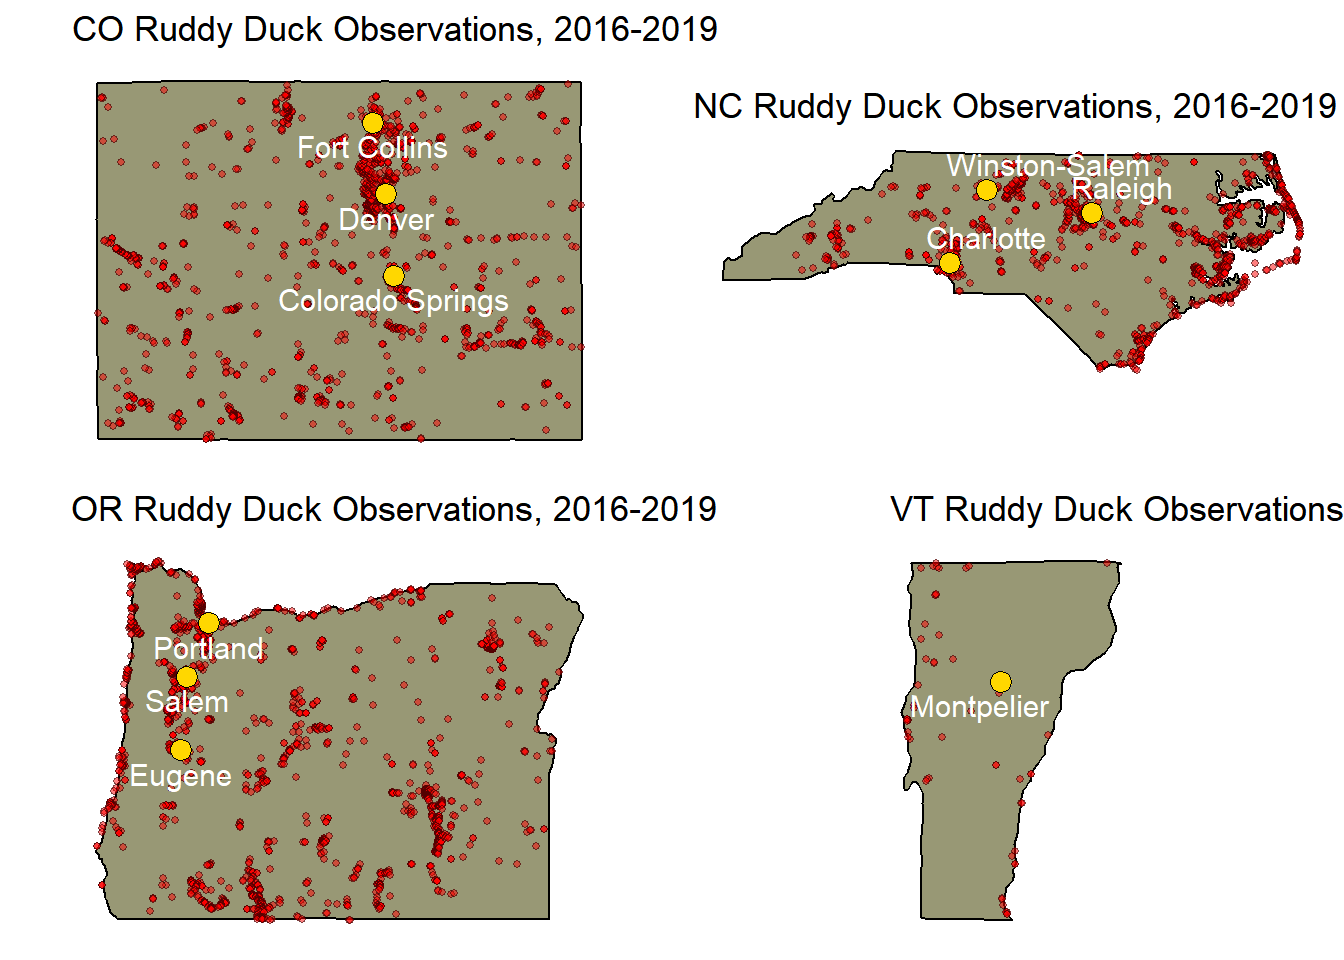 CO Ruddy Duck Observations, 2016-2019
Fort Collins
Denver
Colorado Springs
NC Ruddy Duck Observations, 2016-2019
Winston-Salem
Raleigh
Charlotte
OR Ruddy Duck Observations, 2016-2019
Portland
Salem
Eugene
VT Ruddy Duck Observations
Montpelier